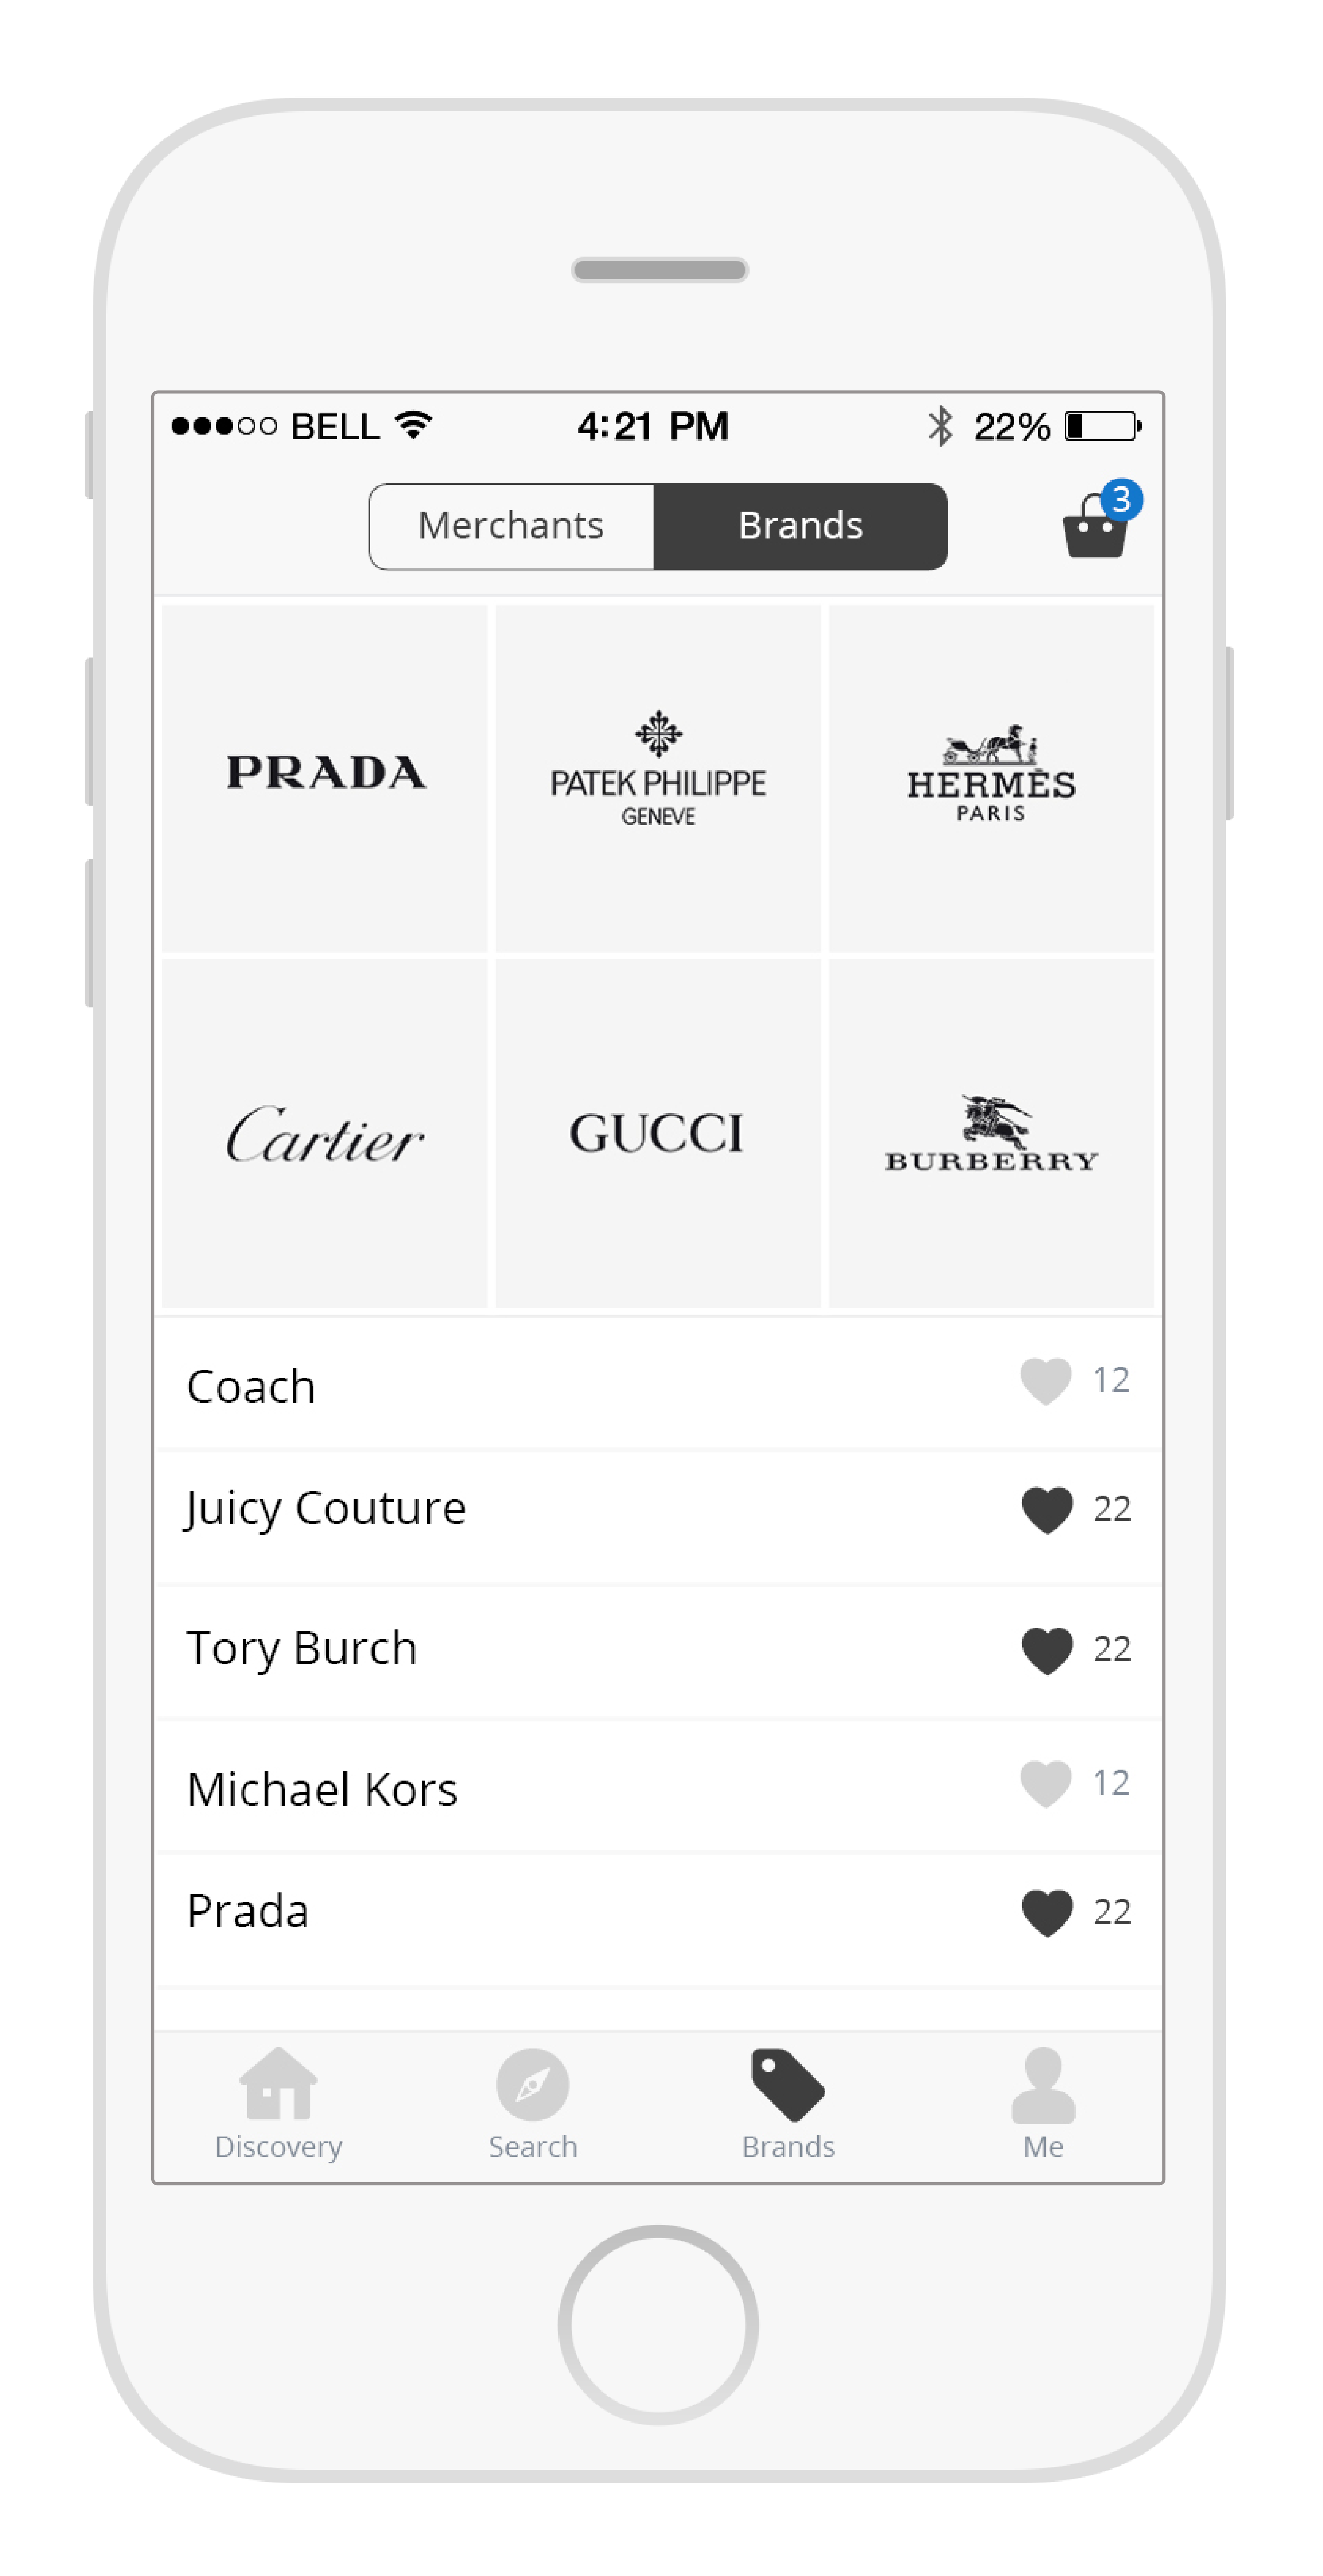 BELL 4:21 PM 22%
Merchants Brands 3
PRADA
PATEK PHILIPPE
GENEVE
HERMÈS
PARIS
Cartier
GUCCI
BURBERRY
Coach 12
Juicy Couture 22
Tory Burch 22
Michael Kors 12
Prada 22
Discovery Search Brands Me